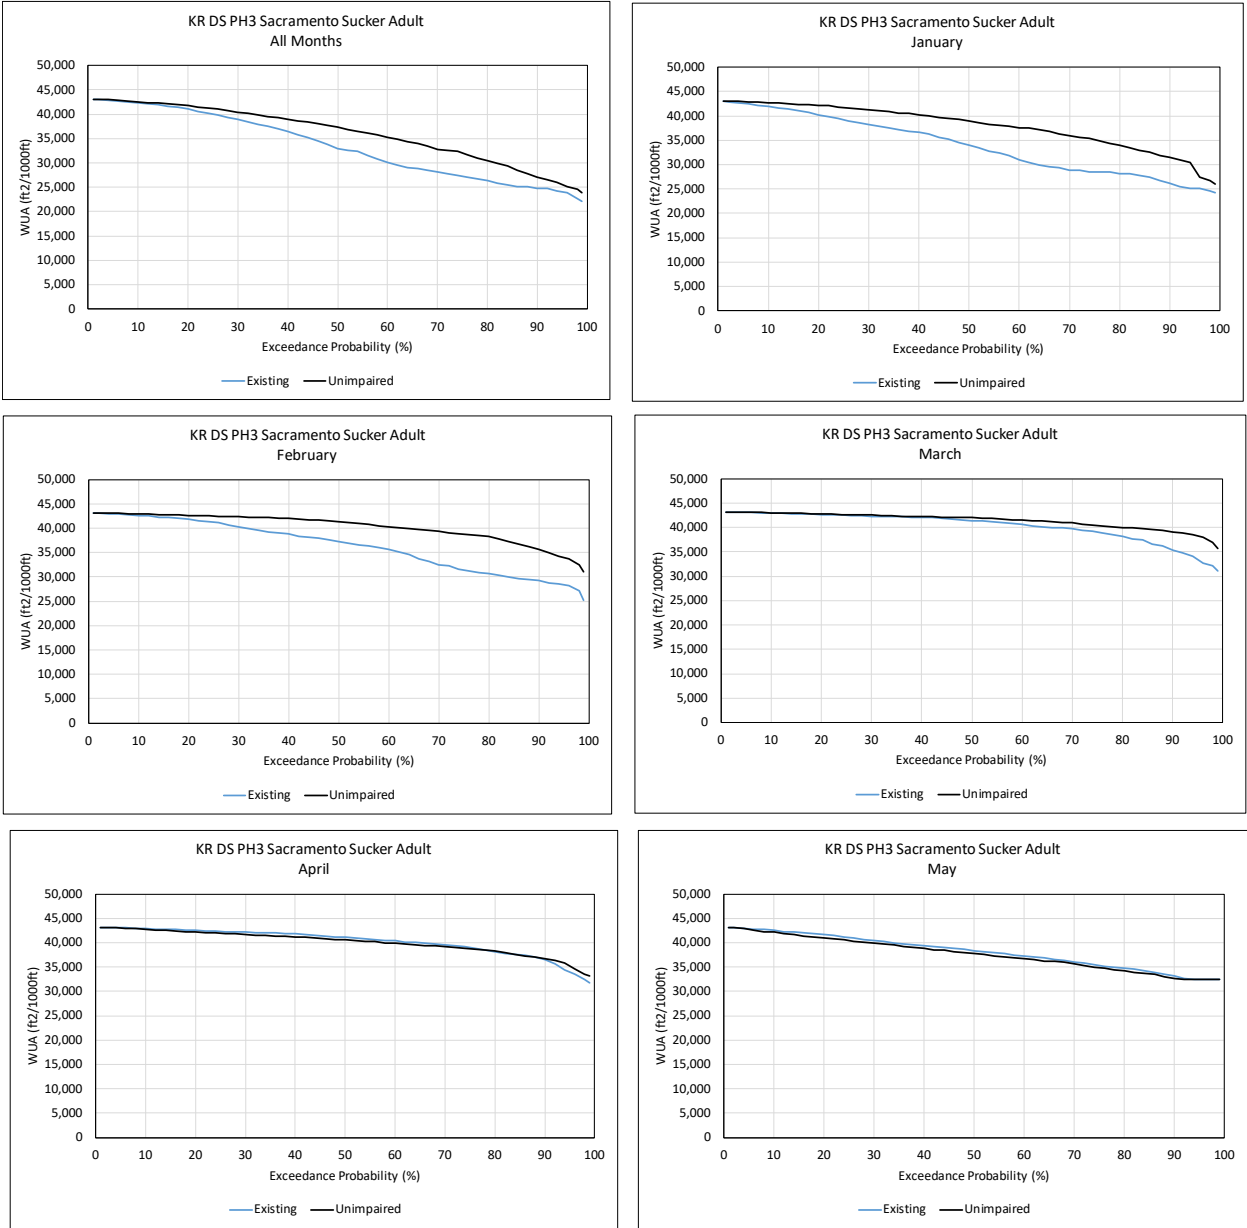 KR DS PH3 Sacramento Sucker Adult
All Months
50,000
45,000
40,000
35,000
30,000
25,000
20,000
15,000
10,000
5,000
0
WUA (ft2/1000ft)
0 10 20 30 40 50 60 70 80 90 100
Exceedance Probability (%)
Existing Unimpaired
KR DS PH3 Sacramento Sucker Adult
January
50,000
45,000
40,000
35,000
30,000
25,000
20,000
15,000
10,000
5,000
0
WUA (ft2/1000ft)
0 10 20 30 40 50 60 70 80 90 100
Exceedance Probability (%)
Existing Unimpaired
KR DS PH3 Sacramento Sucker Adult
February
50,000
45,000
40,000
35,000
30,000
25,000
20,000
15,000
10,000
5,000
0
WUA (ft2/1000ft)
0 10 20 30 40 50 60 70 80 90 100
Exceedance Probability (%)
Existing Unimpaired
KR DS PH3 Sacramento Sucker Adult
March
50,000
45,000
40,000
35,000
30,000
25,000
20,000
15,000
10,000
5,000
0
WUA (ft2/1000ft)
0 10 20 30 40 50 60 70 80 90 100
Exceedance Probability (%)
Existing Unimpaired
KR DS PH3 Sacramento Sucker Adult
April
50,000
45,000
40,000
35,000
30,000
25,000
20,000
15,000
10,000
5,000
0
WUA (ft2/1000ft)
0 10 20 30 40 50 60 70 80 90 100
Exceedance Probability (%)
Existing Unimpaired
KR DS PH3 Sacramento Sucker Adult
May
50,000
45,000
40,000
35,000
30,000
25,000
20,000
15,000
10,000
5,000
0
WUA (ft2/1000ft)
0 10 20 30 40 50 60 70 80 90 100
Exceedance Probability (%)
Existing Unimpaired